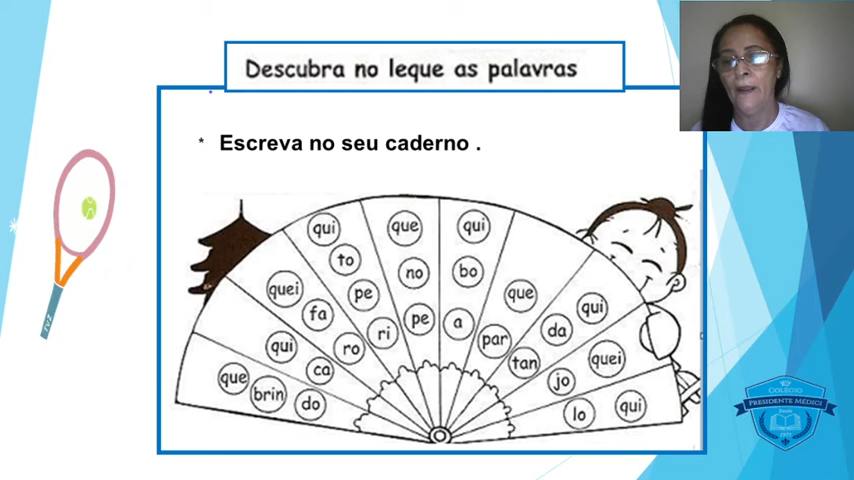 Descubra no leque as palavras
* Escreva no seu caderno .
que brin do
qui ca
quei fa ro
qui to pe ri
que no pe
qui bo a
que par
qui da tan
quei jo
lo qui
COLÉGIO
PRESIDENTE MÉDICI